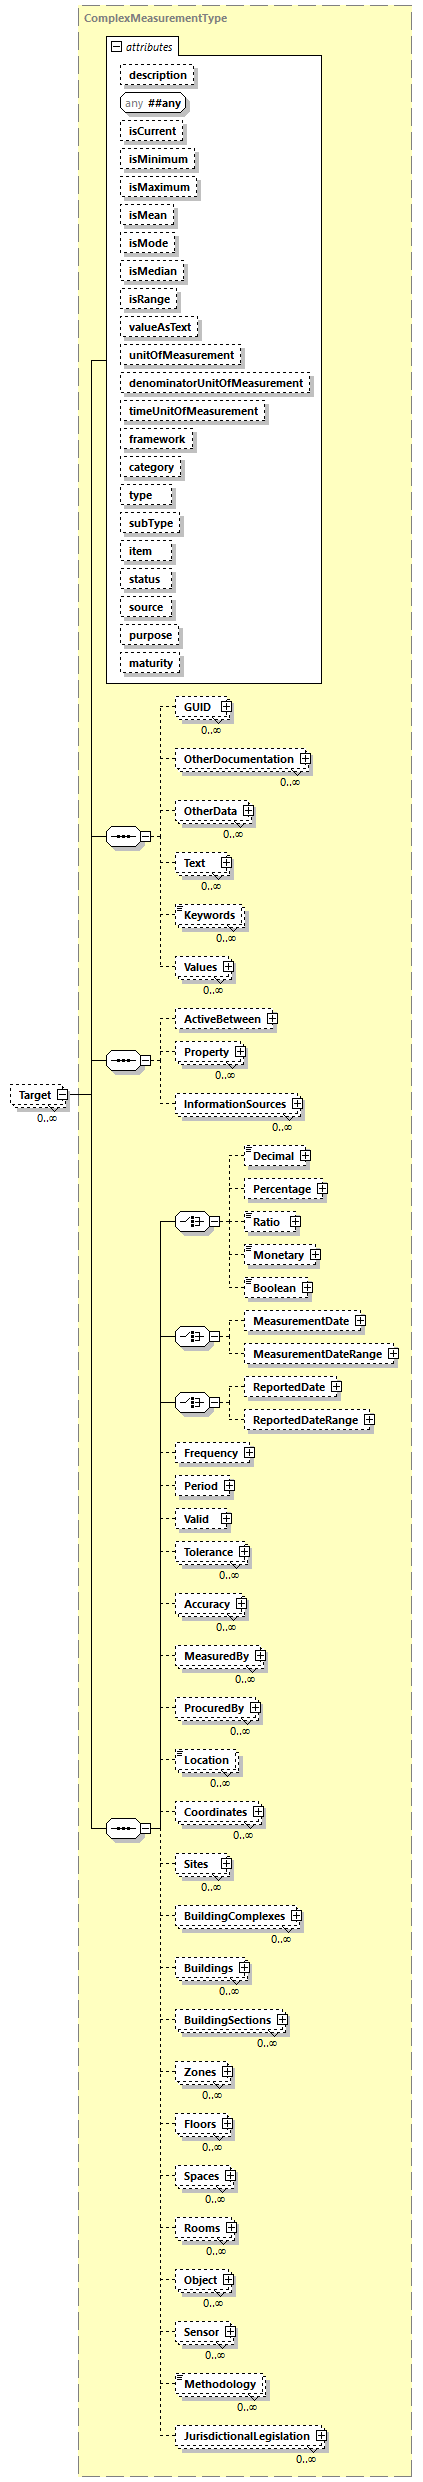 ComplexMeasurementType
attributes
description
any ##any
isCurrent
isMinimum
isMaximum
isMean
isMode
isMedian
isRange
valueAsText
unitOfMeasurement
denominatorUnitOfMeasurement
timeUnitOfMeasurement
framework
category
type
subType
item
status
source
purpose
maturity
GUID
0..∞
OtherDocumentation
0..∞
OtherData
0..∞
Text
0..∞
Keywords
0..∞
Values
0..∞
ActiveBetween
Property
0..∞
Target
InformationSources
0..∞
0..∞
Decimal
Percentage
Ratio
Monetary
Boolean
MeasurementDate
MeasurementDateRange
ReportedDate
ReportedDateRange
Frequency
Period
Valid
Tolerance
0..∞
Accuracy
0..∞
MeasuredBy
0..∞
ProcuredBy
0..∞
Location
0..∞
Coordinates
0..∞
Sites
0..∞
BuildingComplexes
0..∞
Buildings
0..∞
BuildingSections
0..∞
Zones
0..∞
Floors
0..∞
Spaces
0..∞
Rooms
0..∞
Object
0..∞
Sensor
0..∞
Methodology
0..∞
JurisdictionalLegislation
0..∞